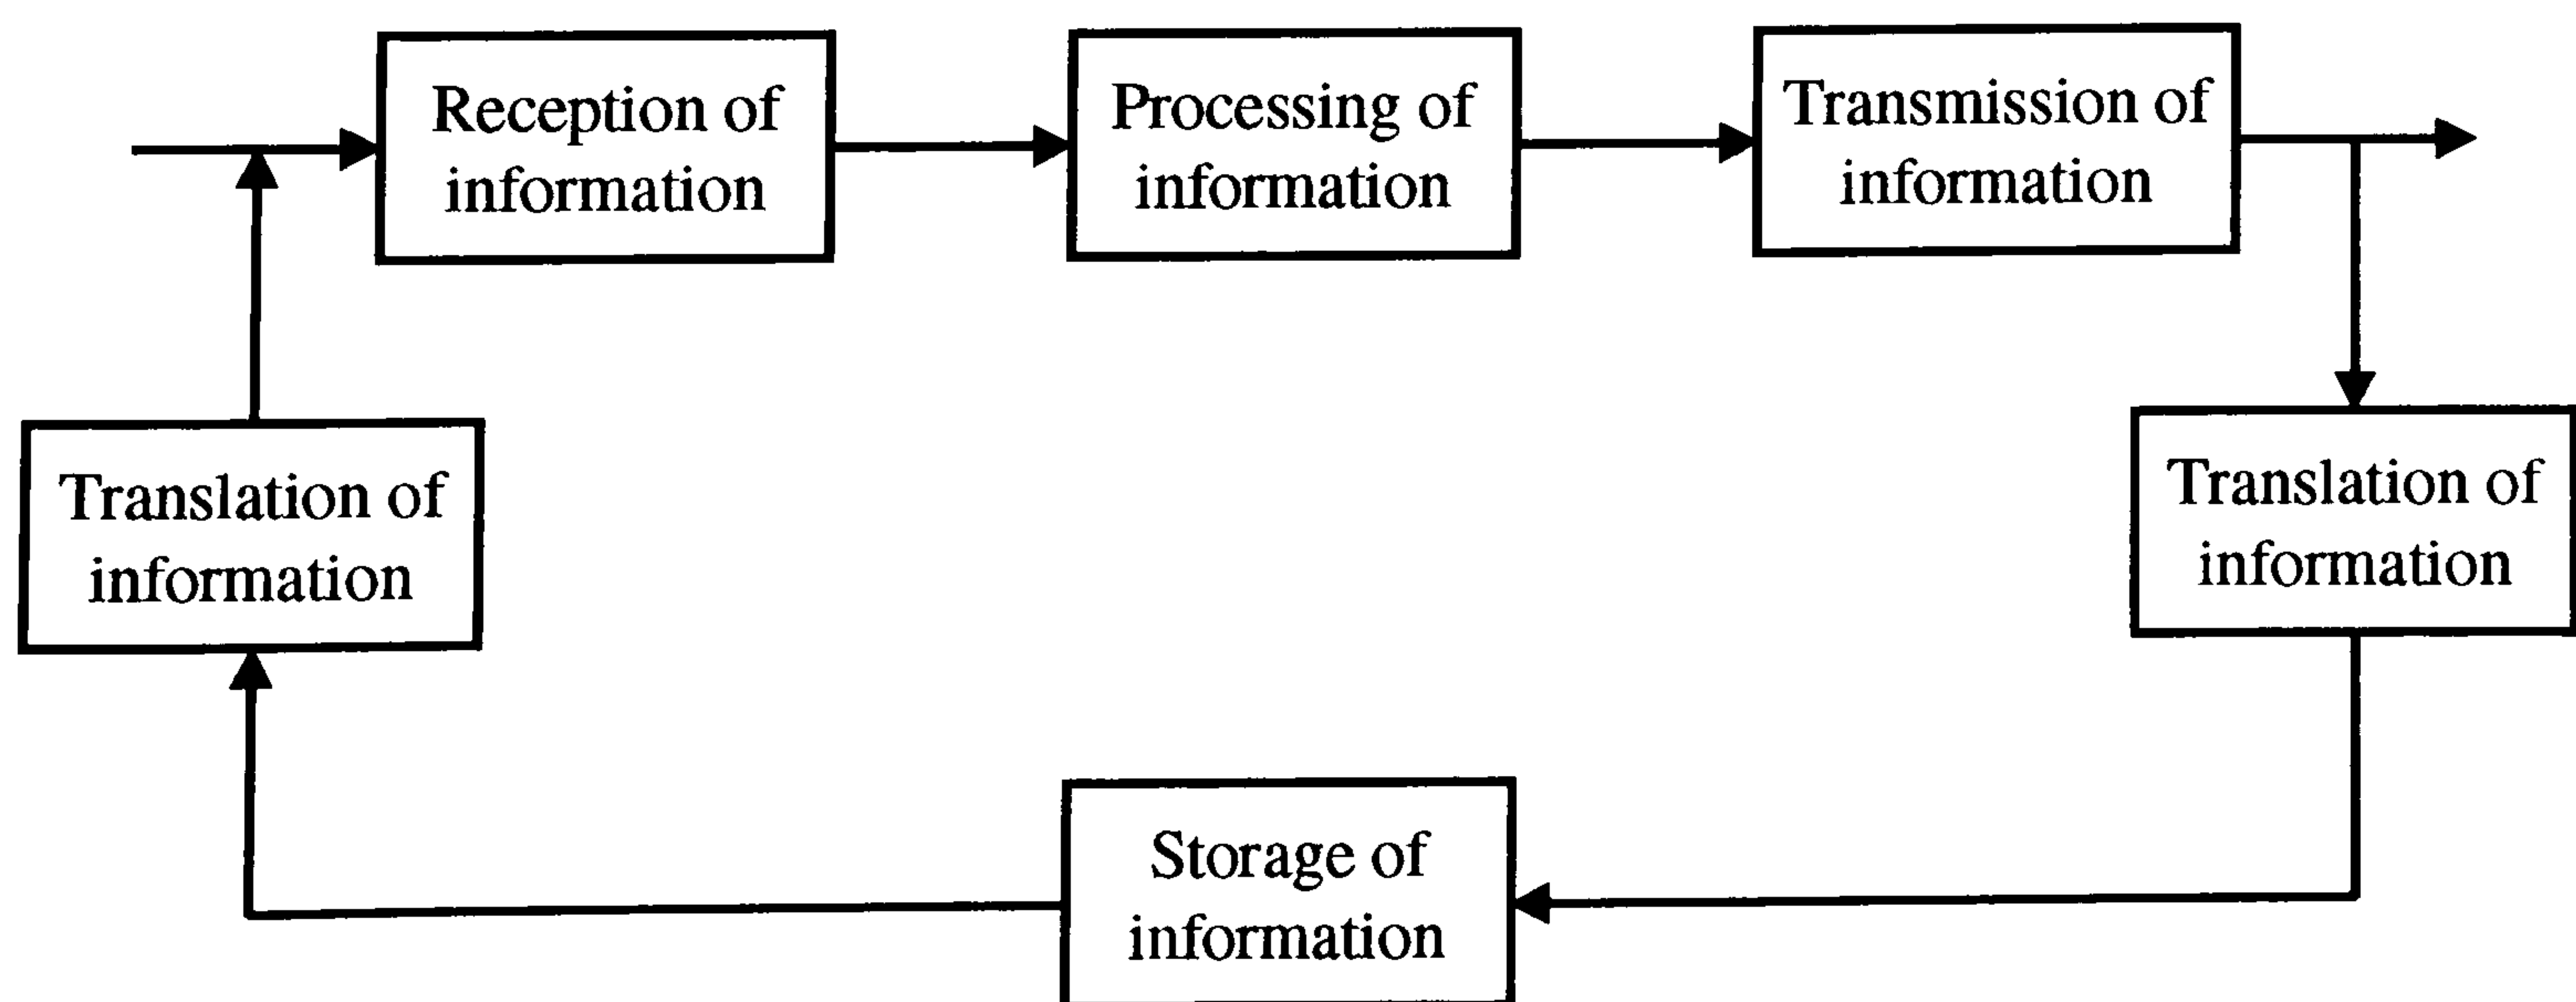 Reception of
information
Processing of
information
Transmission of
information
Translation of
information
Translation of
information
Storage of
information